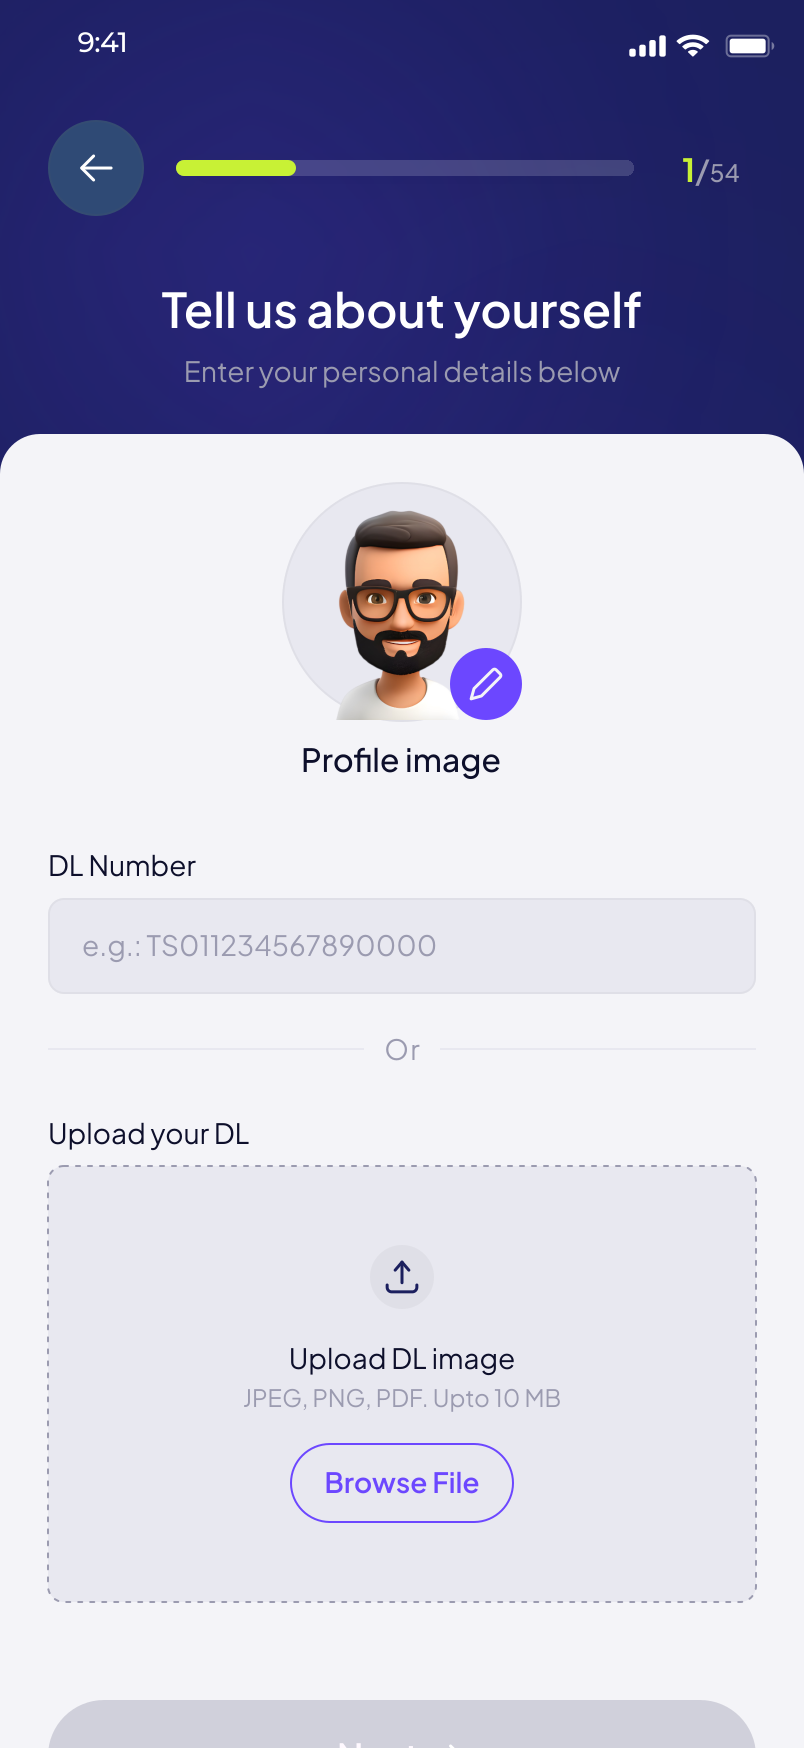 9:41
1/54
Tell us about yourself
Enter your personal details below
Profile image
DL Number
e.g.: TS011234567890000
Or
Upload your DL
Upload DL image
JPEG, PNG, PDF. Upto 10 MB
Browse File